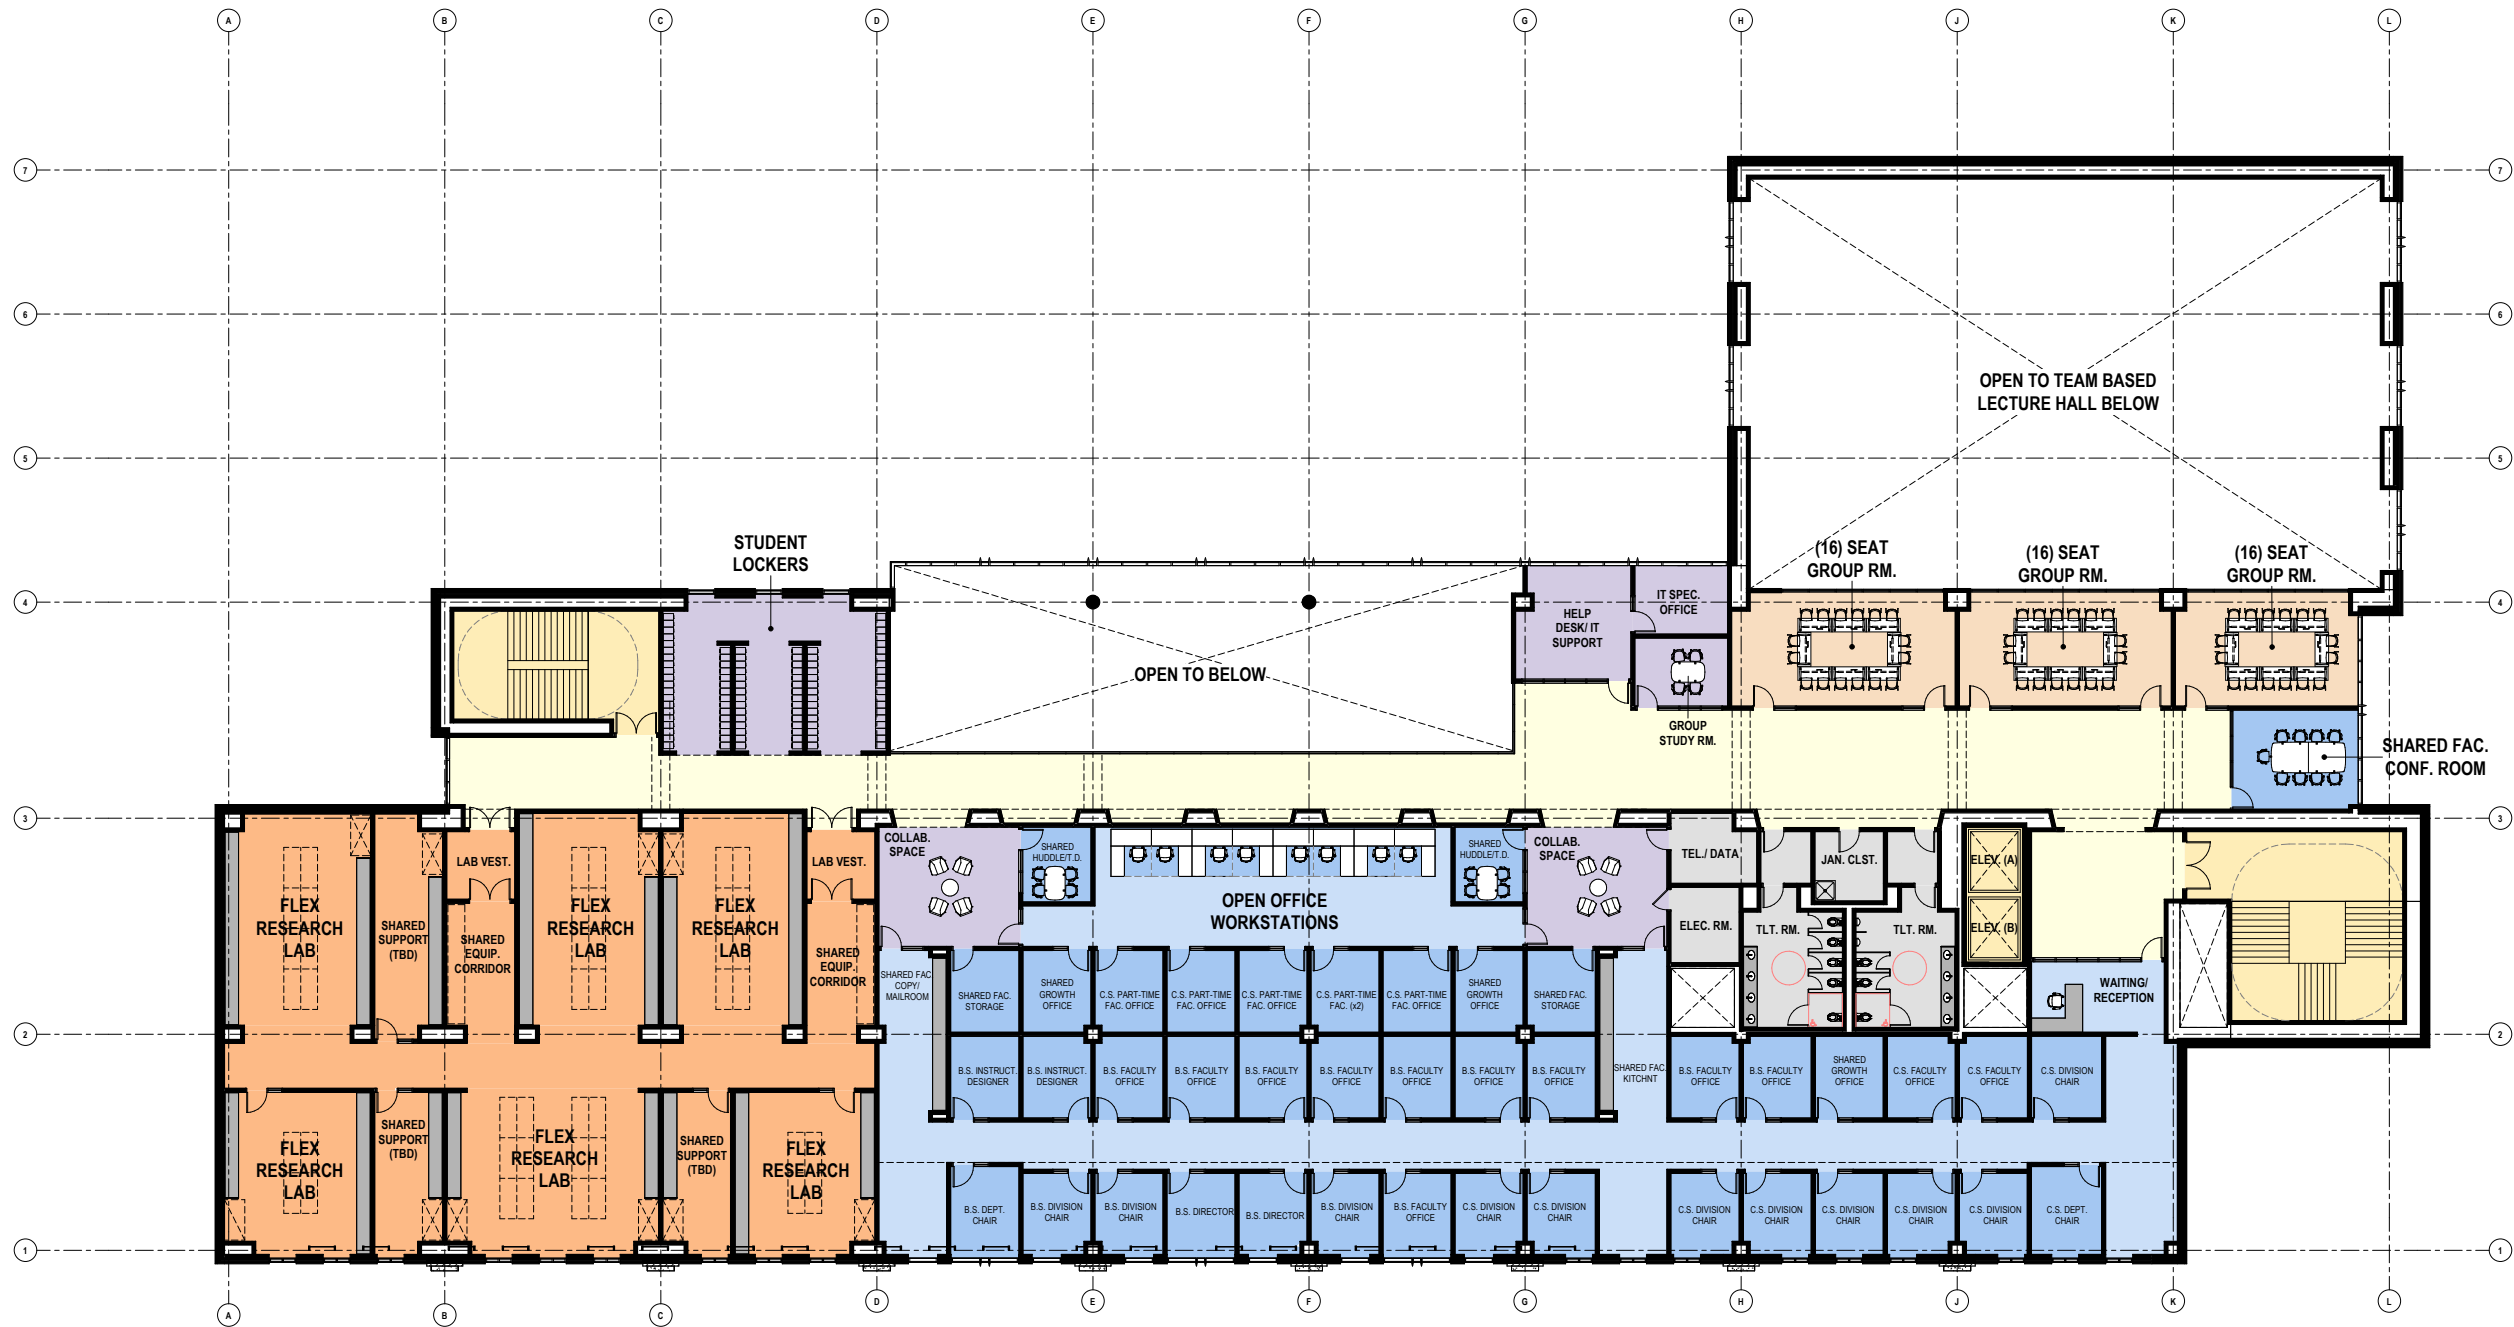 A B C D E F G H J K L
7 7
6 6
OPEN TO TEAM BASED
LECTURE HALL BELOW
5 5
STUDENT
LOCKERS
(16) SEAT
GROUP RM.
(16) SEAT
GROUP RM.
(16) SEAT
GROUP RM.
4 4
HELP
DESK/ IT
SUPPORT
IT SPEC.
OFFICE
OPEN TO BELOW
GROUP
STUDY RM.
SHARED FAC.
CONF. ROOM
3 3
FLEX
RESEARCH
LAB
SHARED
SUPPORT
(TBD)
LAB VEST.
SHARED
EQUIP.
CORRIDOR
FLEX
RESEARCH
LAB
FLEX
RESEARCH
LAB
LAB VEST.
SHARED
EQUIP.
CORRIDOR
COLLAB.
SPACE
SHARED
HUDDLE/T.D.
OPEN OFFICE
WORKSTATIONS
SHARED
HUDDLE/T.D.
COLLAB.
SPACE
TEL./ DATA
ELEC. RM.
JAN. CLST.
TLT. RM.
TLT. RM.
ELEV. (A)
ELEV. (B)
WAITING/
RECEPTION
SHARED FAC.
COPY/
MAILROOM
SHARED FAC.
STORAGE
SHARED
GROWTH
OFFICE
C.S. PART-TIME
FAC. OFFICE
C.S. PART-TIME
FAC. OFFICE
C.S. PART-TIME
FAC. OFFICE
C.S. PART-TIME
FAC. (x2)
C.S. PART-TIME
FAC. OFFICE
SHARED
GROWTH
OFFICE
SHARED FAC.
STORAGE
2 2
B.S. INSTRUCT.
DESIGNER
B.S. INSTRUCT.
DESIGNER
B.S. FACULTY
OFFICE
B.S. FACULTY
OFFICE
B.S. FACULTY
OFFICE
B.S. FACULTY
OFFICE
B.S. FACULTY
OFFICE
B.S. FACULTY
OFFICE
B.S. FACULTY
OFFICE
SHARED FAC.
KITCHNT
B.S. FACULTY
OFFICE
B.S. FACULTY
OFFICE
SHARED
GROWTH
OFFICE
C.S. FACULTY
OFFICE
C.S. FACULTY
OFFICE
C.S. DIVISION
CHAIR
FLEX
RESEARCH
LAB
SHARED
SUPPORT
(TBD)
FLEX
RESEARCH
LAB
SHARED
SUPPORT
(TBD)
FLEX
RESEARCH
LAB
B.S. DEPT.
CHAIR
B.S. DIVISION
CHAIR
B.S. DIVISION
CHAIR
B.S. DIRECTOR
B.S. DIRECTOR
B.S. DIVISION
CHAIR
B.S. FACULTY
OFFICE
C.S. DIVISION
CHAIR
C.S. DIVISION
CHAIR
C.S. DIVISION
CHAIR
C.S. DIVISION
CHAIR
C.S. DIVISION
CHAIR
C.S. DIVISION
CHAIR
C.S. DIVISION
CHAIR
C.S. DEPT.
CHAIR
1 1
A B C D E F G H J K L